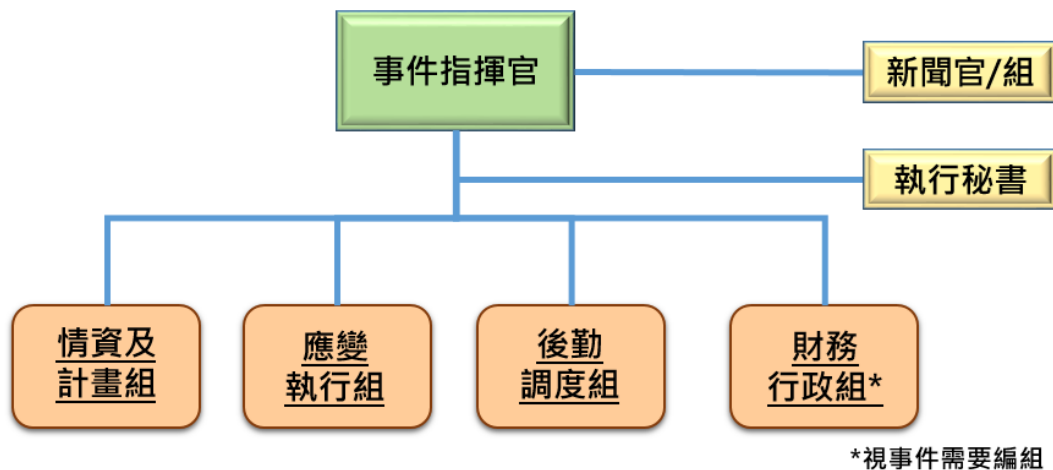 事件指揮官
新聞官/組
執行秘書
情資及
計畫組
應變
執行組
後勤
調度組
財務
行政組*
*視事件需要編組